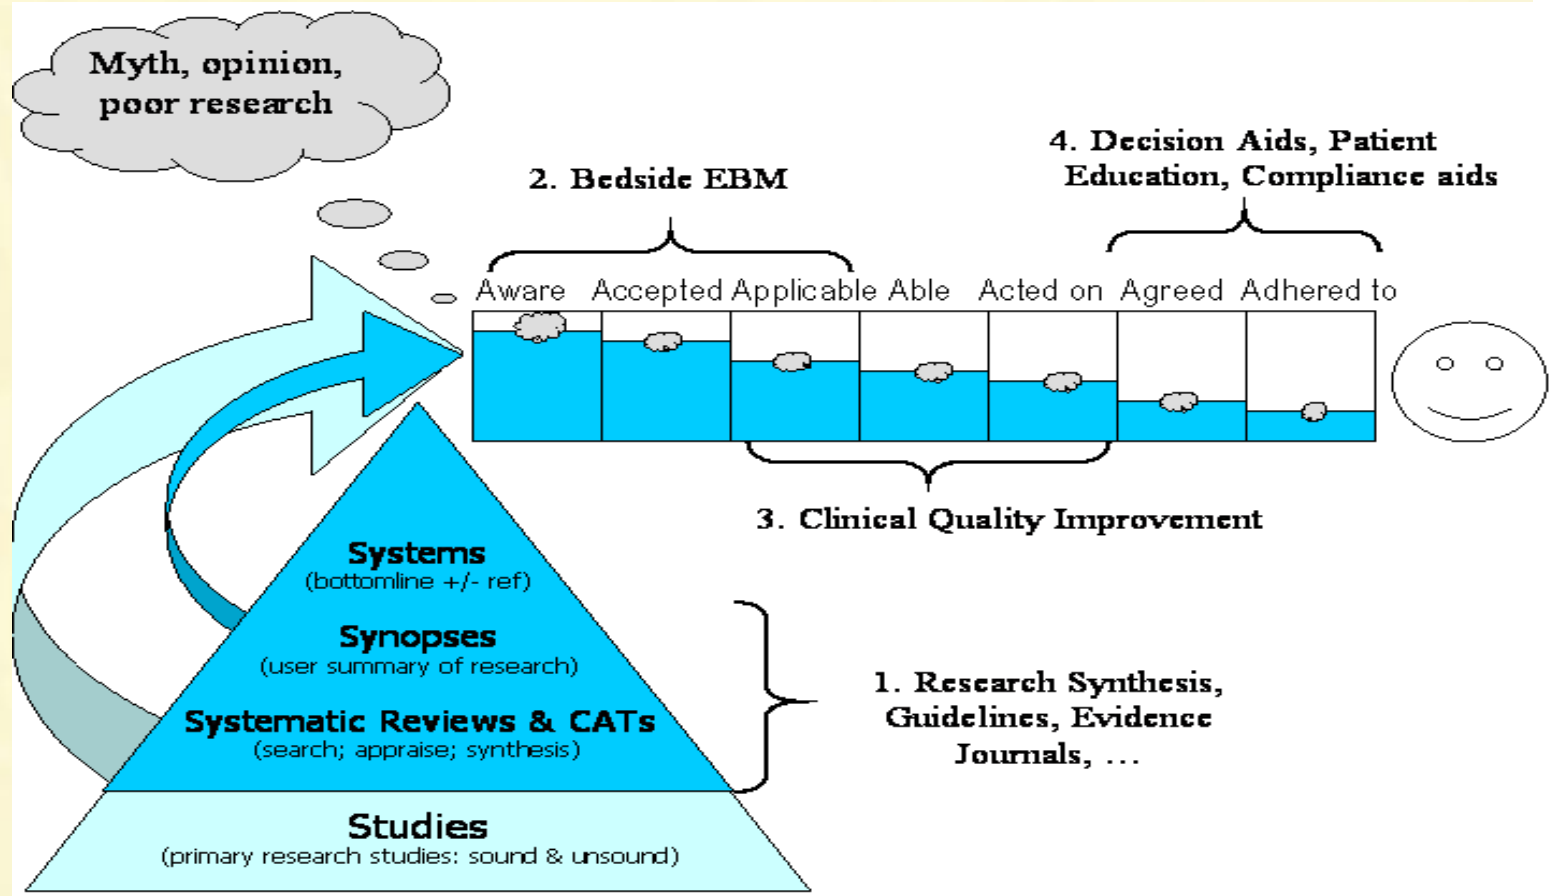 Myth, opinion,
poor research
2. Bedside EBM
4. Decision Aids, Patient
Education, Compliance aids
Aware Accepted Applicable Able Acted on Agreed Adhered to
3. Clinical Quality Improvement
Systems
(bottomline +/- ref)
Synopses
(user summary of research)
Systematic Reviews & CATs
(search; appraise; synthesis)
1. Research Synthesis,
Guidelines, Evidence
Journals, ...
Studies
(primary research studies: sound & unsound)